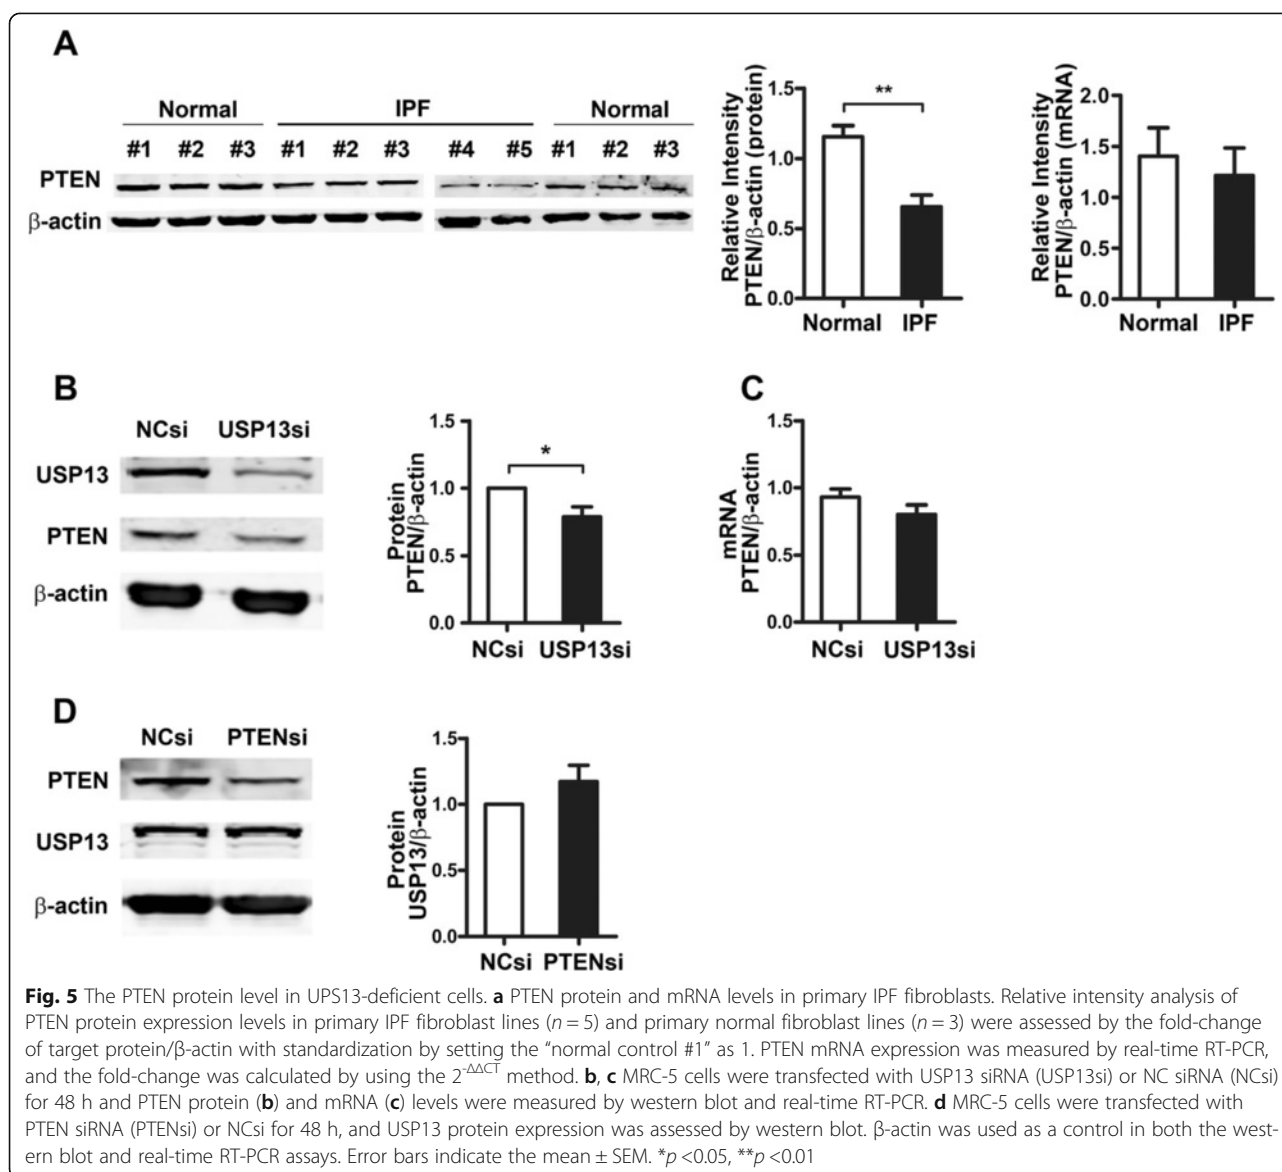 A
Normal IPF Normal
#1 #2 #3 #1 #2 #3 #4 #5 #1 #2 #3
PTEN
β-actin
Relative Intensity
PTEN/β-actin (protein)
1.5
1.0
0.5
0.0
**
Normal IPF
Relative Intensity
PTEN/β-actin (mRNA)
2.0
1.5
1.0
0.5
0.0
Normal IPF
B
NCsi USP13si
USP13
PTEN
β-actin
Protein
PTEN/β-actin
1.5
1.0
0.5
0.0
*
NCsi USP13si
C
mRNA
PTEN/β-actin
1.5
1.0
0.5
0.0
NCsi USP13si
D
NCsi PTENsi
PTEN
USP13
β-actin
Protein
USP13/β-actin
1.5
1.0
0.5
0.0
NCsi PTENsi
Fig. 5 The PTEN protein level in UPS13-deficient cells. a PTEN protein and mRNA levels in primary IPF fibroblasts. Relative intensity analysis of
PTEN protein expression levels in primary IPF fibroblast lines (n = 5) and primary normal fibroblast lines (n = 3) were assessed by the fold-change
of target protein/β-actin with standardization by setting the “normal control #1” as 1. PTEN mRNA expression was measured by real-time RT-PCR,
and the fold-change was calculated by using the 2-ΔΔCT method. b, c MRC-5 cells were transfected with USP13 siRNA (USP13si) or NC siRNA (NCsi)
for 48 h and PTEN protein (b) and mRNA (c) levels were measured by western blot and real-time RT-PCR. d MRC-5 cells were transfected with
PTEN siRNA (PTENsi) or NCsi for 48 h, and USP13 protein expression was assessed by western blot. β-actin was used as a control in both the west-
ern blot and real-time RT-PCR assays. Error bars indicate the mean ± SEM. *p <0.05, **p <0.01